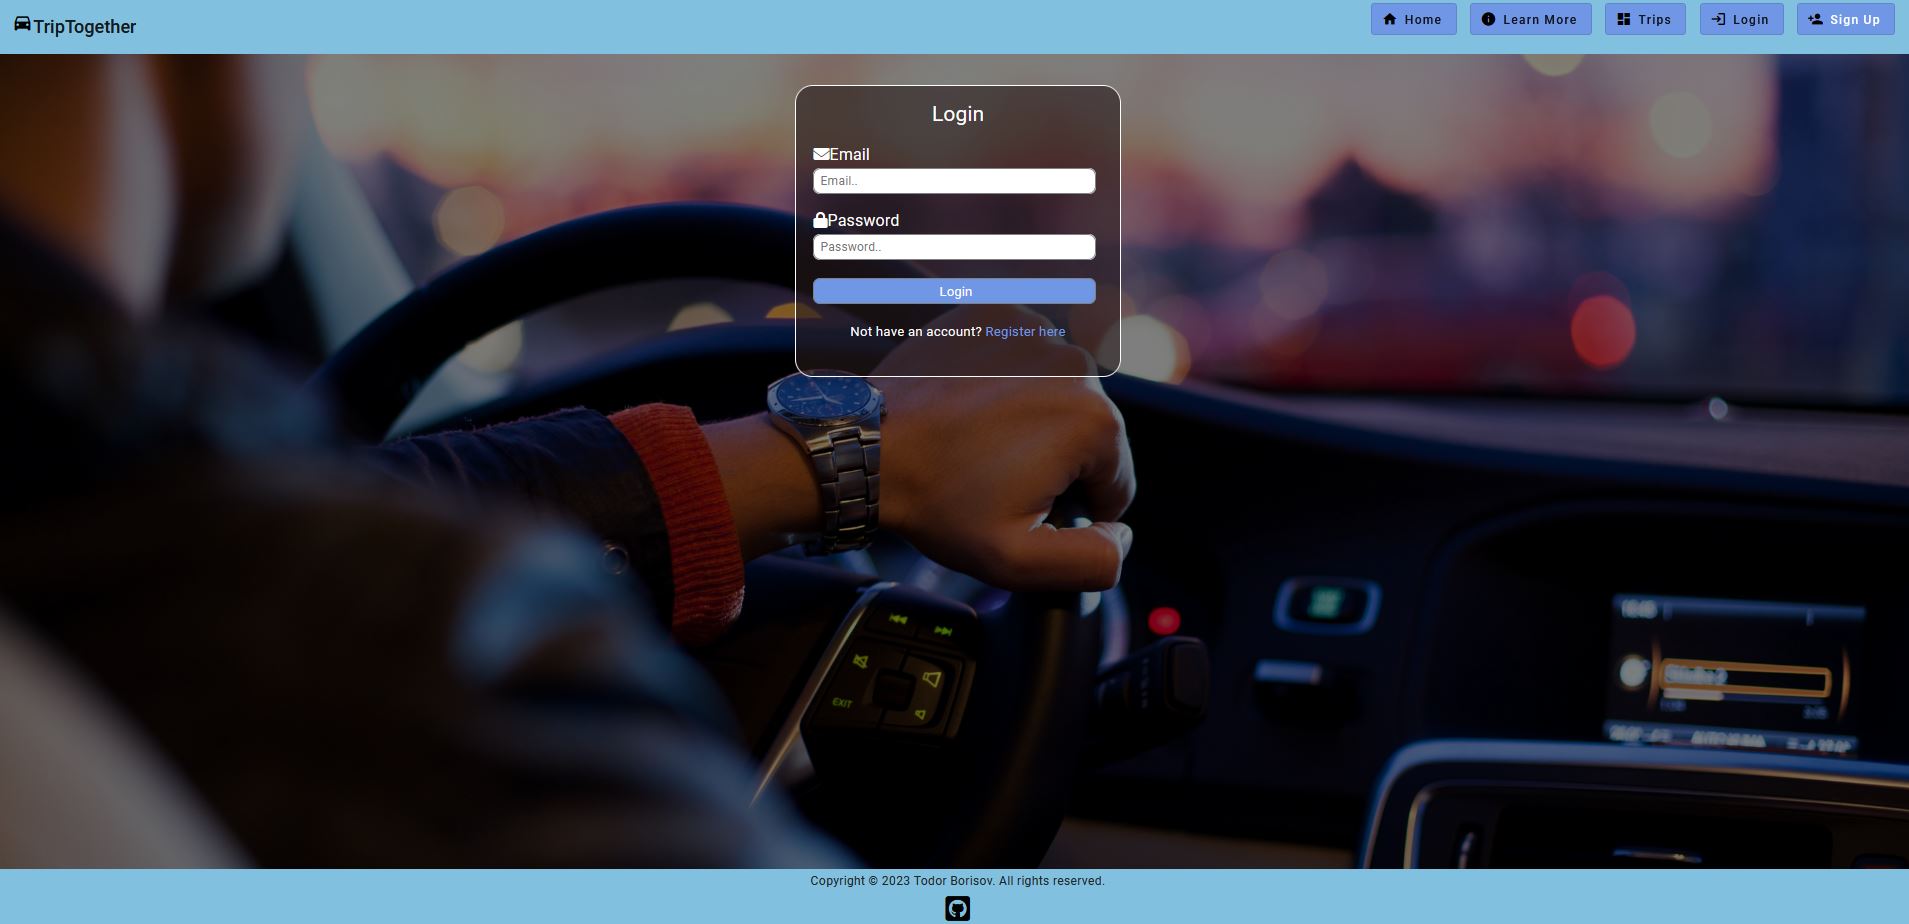 TripTogether
Home
Learn More
Trips
Login
Sign Up
Login
Email
Email..
Password
Password..
Login
Not have an account? Register here
EXIT
Copyright © 2023 Todor Borisov. All rights reserved.